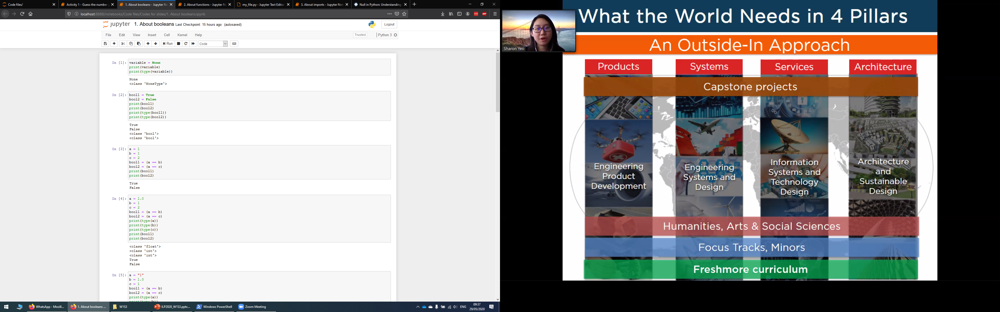 Code files/
Activity 1 - Guess the number
1. About booleans - Jupyter No
2. About functions - Jupyter N
my_file.py - Jupyter Text Editor
3. About imports - Jupyter Not
Null in Python: Understanding
localhost:8888/notebooks/Code files/Codes for slides/1. About booleans.ipynb
ABP
jupyter 1. About booleans Last Checkpoint: 15 hours ago (autosaved)
Logout
File Edit View Insert Cell Kernel Help
Trusted
Python 3
Run
Code
In [1]: variable = None
print(variable)
print(type(variable))
None
<class 'NoneType'>
In [2]: bool1 = True
bool2 = False
print(bool1)
print(bool2)
print(type(bool1))
print(type(bool2))
True
False
<class 'bool'>
<class 'bool'>
In [3]: a = 1
b = 1
c = 2
bool1 = (a == b)
bool2 = (a == c)
print(bool1)
print(bool2)
True
False
In [4]: a = 1.0
b = 1
c = 2
bool1 = (a == b)
bool2 = (a == c)
print(type(a))
print(type(b))
print(type(c))
print(bool1)
print(bool2)
<class 'float'>
<class 'int'>
<class 'int'>
True
False
In [5]: a = "1"
b = 1.0
c = 1
bool1 = (a == b)
bool2 = (a == c)
print(type(a))
WhatsApp - Mozill...
1. About booleans ...
W1S3
ILP2020_W1S3.pptx...
Windows PowerShell
Zoom Meeting
ENG
09:37
29/05/2020
Sharon Yeo
What the World Needs in 4 Pillars
An Outside-In Approach
Products
Systems
Services
Architecture
Capstone projects
Engineering
Product
Development
Engineering
Systems and
Design
Information
Systems and
Technology
Design
Architecture
and
Sustainable
Design
Humanities, Arts & Social Sciences
Focus Tracks, Minors
Freshmore curriculum